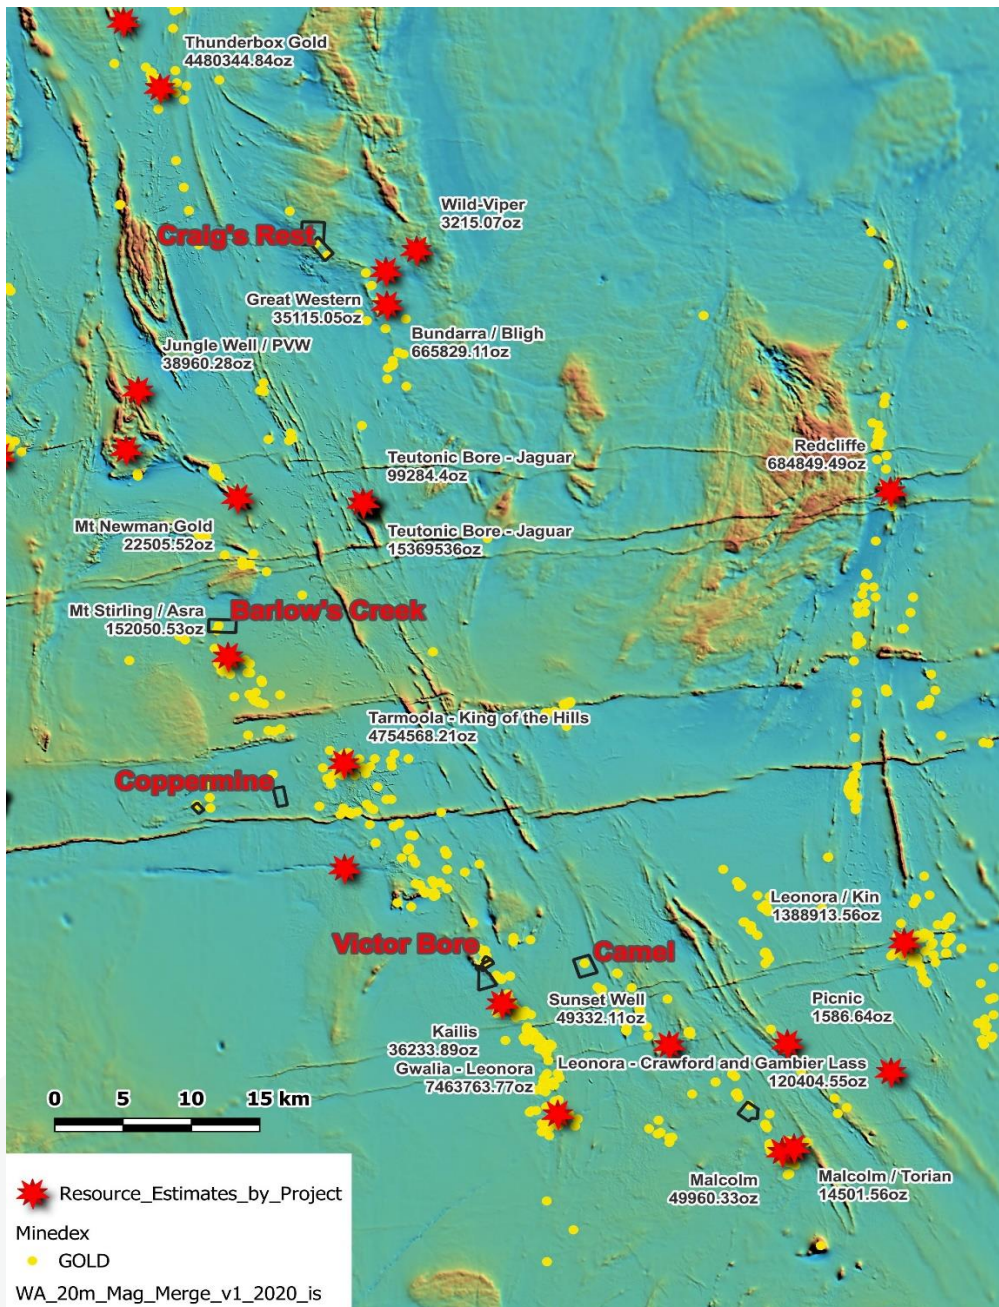 Thunderbox Gold
4480344.84oz
Wild-Viper
3215.07oz
Craig's Rest
Great Western
35115.05oz
Bundarra / Bligh
665829.11oz
Jungle Well / PVW
38960.28oz
Redcliffe
684849.49oz
Teutonic Bore - Jaguar
99284.4oz
Mt Newman Gold
22505.52oz
Teutonic Bore - Jaguar
15369536oz
Mt Stirling / Asra
152050.53oz
Barlow's Creek
Tarmoola - King of the Hills
4754568.21oz
Coppermine
Leonora / Kin
1388913.56oz
Victor Bore
Camel
Sunset Well
49332.11oz
Picnic
1586.64oz
Kailis
36233.89oz
Gwalia - Leonora
7463763.77oz
Leonora - Crawford and Gambier Lass
120404.55oz
0 5 10 15 km
Malcolm
49960.33oz
Malcolm / Torian
14501.56oz
Resource_Estimates_by_Project
Minedex
GOLD
WA_20m_Mag_Merge_v1_2020_is